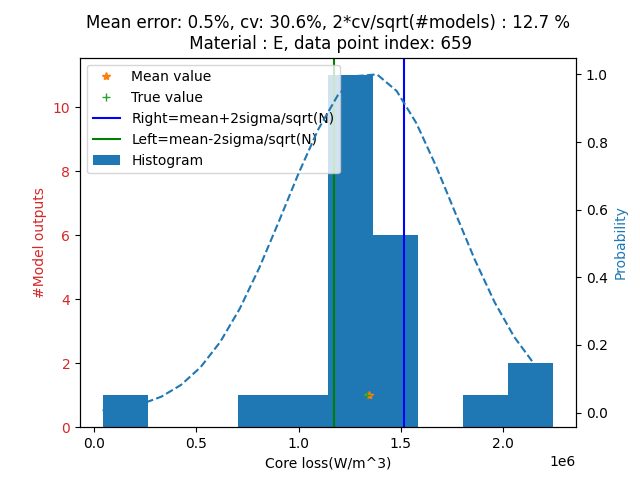 Mean error: 0.5%, cv: 30.6%, 2*cv/sqrt(#models) : 12.7 %
Material : E, data point index: 659
Mean value
True value
Right=mean+2sigma/sqrt(N)
Left=mean-2sigma/sqrt(N)
Histogram
#Model outputs
10
8
6
4
2
0
1.0
0.8
0.6
0.4
0.2
0.0
Probability
0.0 0.5 1.0 1.5 2.0
1e6
Core loss(W/m^3)